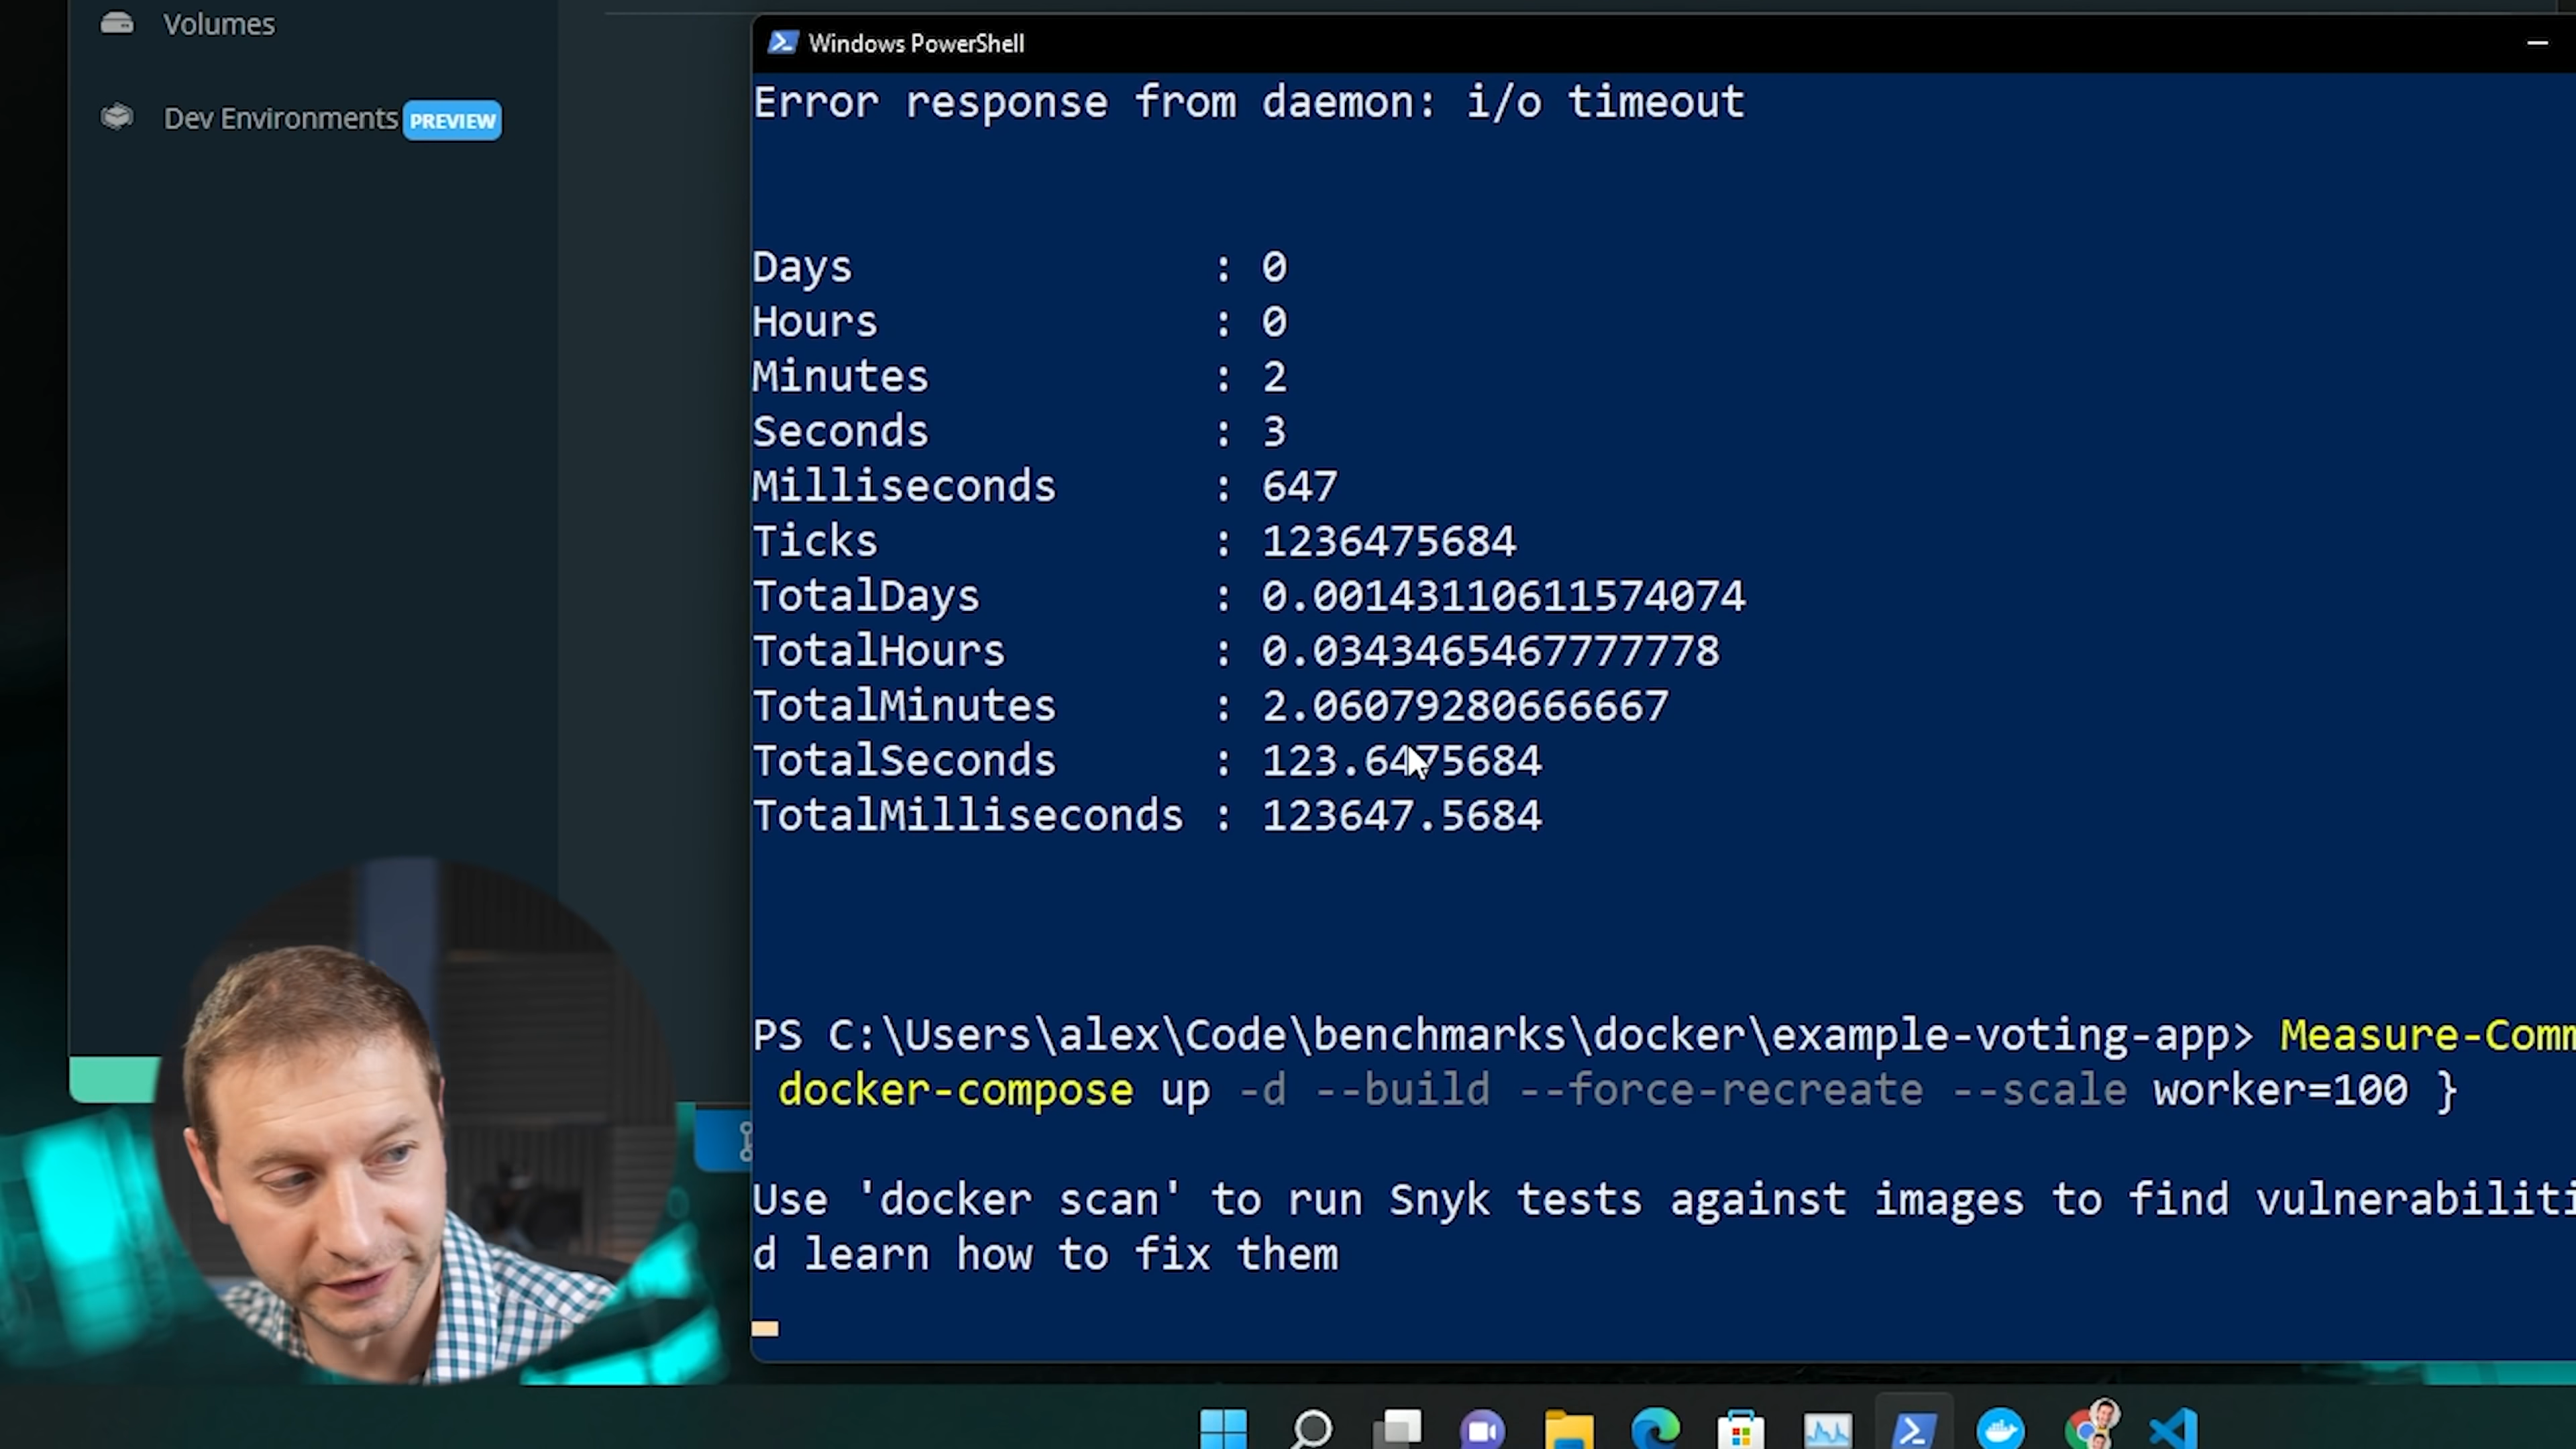 Volumes
Dev Environments PREVIEW
Windows PowerShell
Error response from daemon: i/o timeout
Days : 0
Hours : 0
Minutes : 2
Seconds : 3
Milliseconds : 647
Ticks : 1236475684
TotalDays : 0.00143110611574074
TotalHours : 0.0343465467777778
TotalMinutes : 2.06079280666667
TotalSeconds : 123.6475684
TotalMilliseconds : 123647.5684
PS C:\Users\alex\Code\benchmarks\docker\example-voting-app> Measure-Comm
docker-compose up -d --build --force-recreate --scale worker=100 }
Use 'docker scan' to run Snyk tests against images to find vulnerabiliti
d learn how to fix them